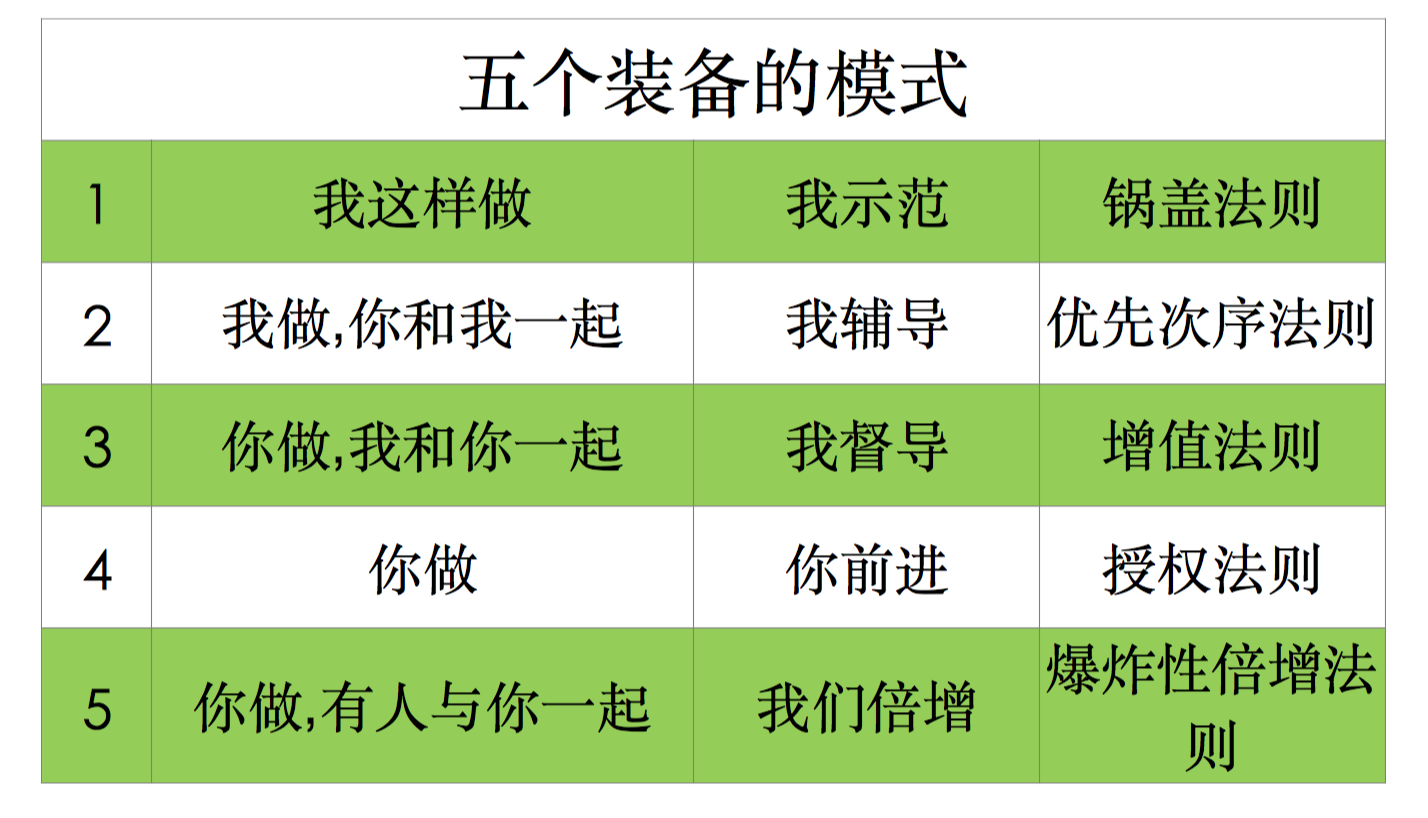 五个装备的模式
1 我这样做 我示范 锅盖法则
2 我做,你和我一起 我辅导 优先次序法则
3 你做,我和你一起 我督导 增值法则
4 你做 你前进 授权法则
5 你做,有人与你一起 我们倍增 爆炸性倍增法
则